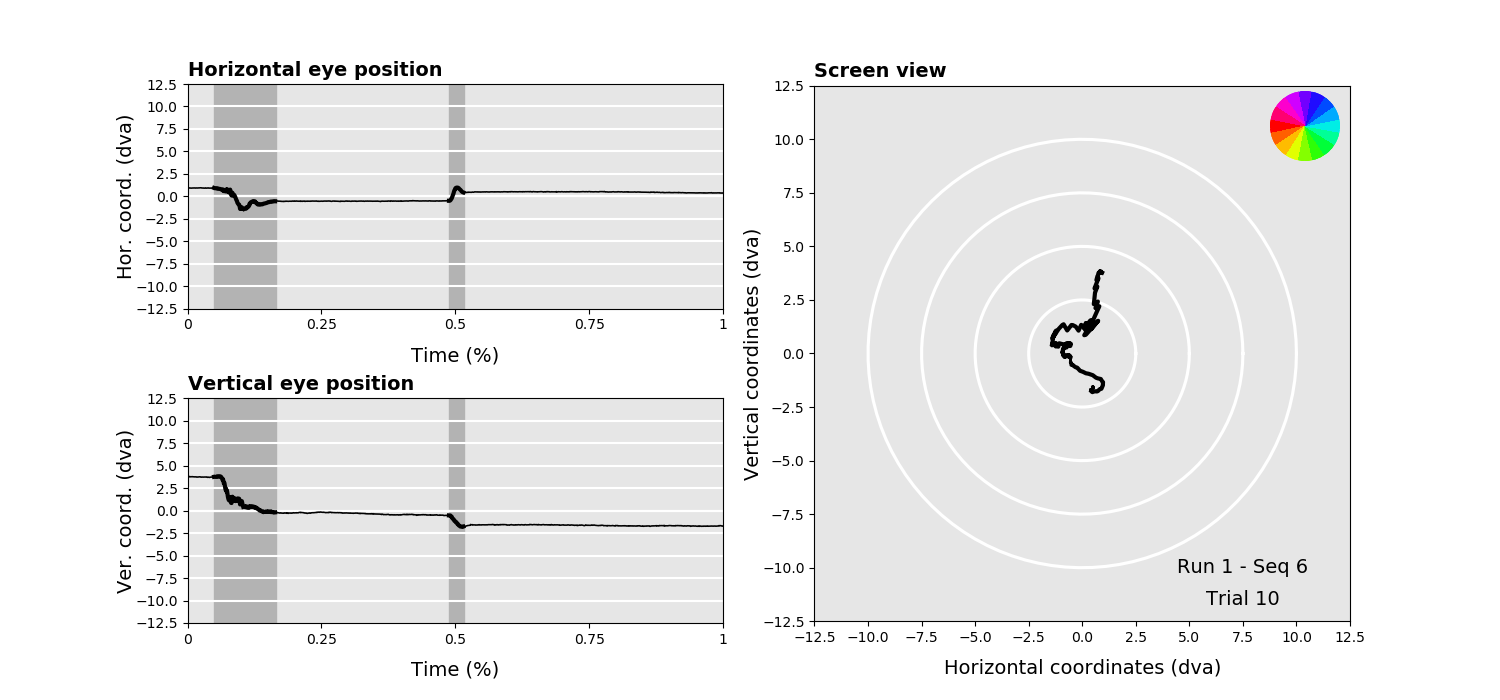 Horizontal eye position
12.5
10.0
7.5
5.0
2.5
0.0
−2.5
−5.0
−7.5
−10.0
−12.5
Hor. coord. (dva)
0 0.25 0.5 0.75 1
Time (%)
Vertical eye position
12.5
10.0
7.5
5.0
2.5
0.0
−2.5
−5.0
−7.5
−10.0
−12.5
Ver. coord. (dva)
0 0.25 0.5 0.75 1
Time (%)
Screen view
12.5
10.0
7.5
5.0
2.5
0.0
−2.5
−5.0
−7.5
−10.0
−12.5
Vertical coordinates (dva)
Run 1 - Seq 6
Trial 10
−12.5 −10.0 −7.5 −5.0 −2.5 0.0 2.5 5.0 7.5 10.0 12.5
Horizontal coordinates (dva)